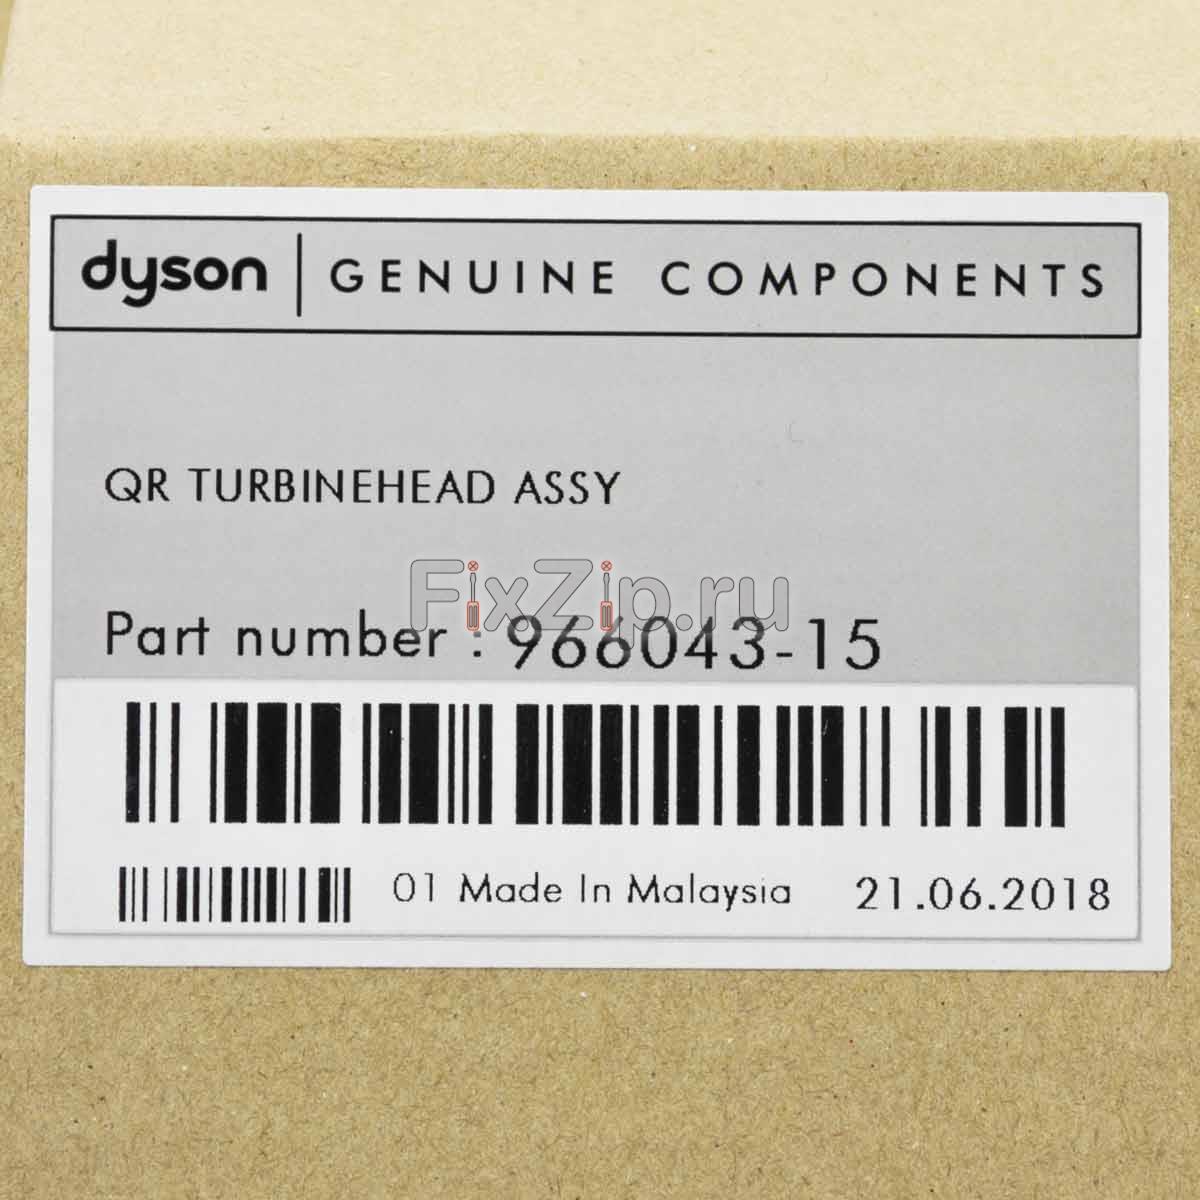 dyson | GENUINE COMPONENTS
QR TURBINEHEAD ASSY
FixZip.ru
Part number : 966043-15
01 Made In Malaysia 21.06.2018